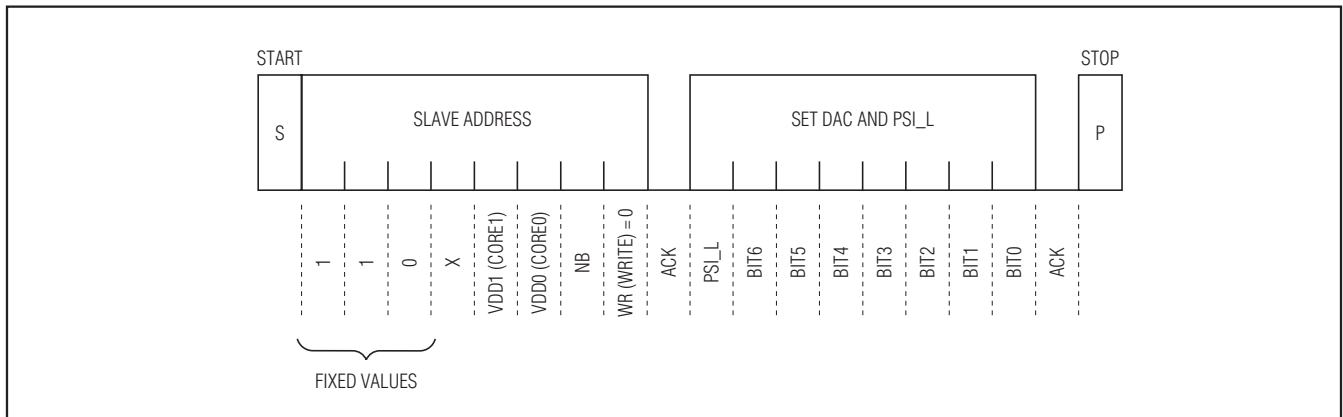 START
STOP
S
SLAVE ADDRESS
SET DAC AND PSI_L
P
1
1
0
X
VDD1 (CORE1)
VDD0 (CORE0)
NB
WR (WRITE) = 0
ACK
PSI_L
BIT6
BIT5
BIT4
BIT3
BIT2
BIT1
BIT0
ACK
FIXED VALUES